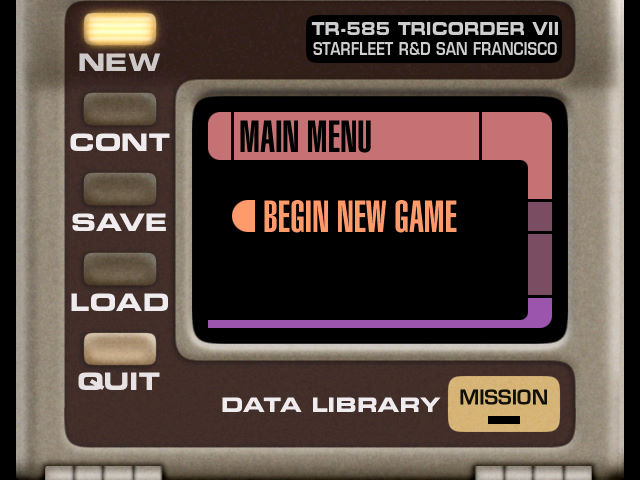 TR-585 TRICORDER VII
STARFLEET R&D SAN FRANCISCO
NEW
CONT
SAVE
LOAD
QUIT
MAIN MENU
BEGIN NEW GAME
DATA LIBRARY
MISSION